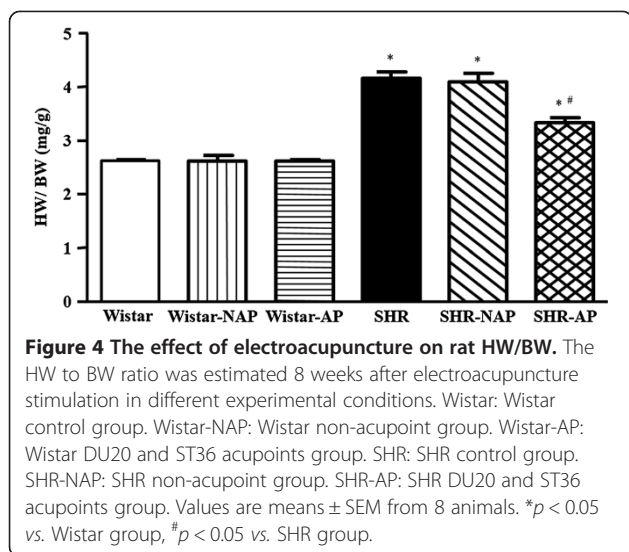 5
4
3
2
1
0
HW/ BW (mg/g)
* * * #
Wistar Wistar-NAP Wistar-AP SHR SHR-NAP SHR-AP
Figure 4 The effect of electroacupuncture on rat HW/BW. The
HW to BW ratio was estimated 8 weeks after electroacupuncture
stimulation in different experimental conditions. Wistar: Wistar
control group. Wistar-NAP: Wistar non-acupoint group. Wistar-AP:
Wistar DU20 and ST36 acupoints group. SHR: SHR control group.
SHR-NAP: SHR non-acupoint group. SHR-AP: SHR DU20 and ST36
acupoints group. Values are means ± SEM from 8 animals. *p < 0.05
vs. Wistar group, #p < 0.05 vs. SHR group.